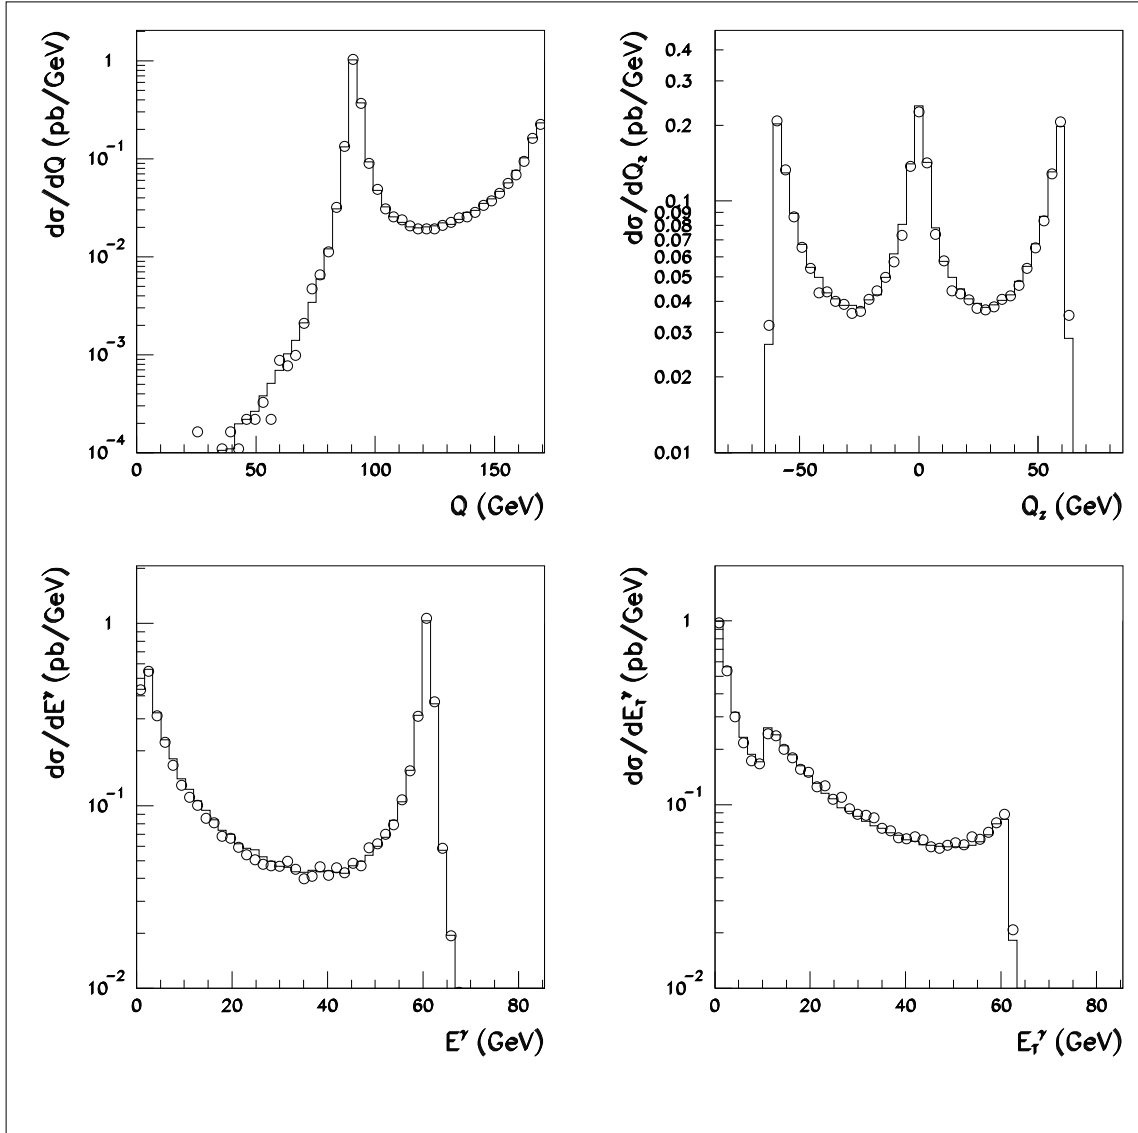 dσ/dQ (pb/GeV)
1
10⁻¹
10⁻²
10⁻³
10⁻⁴
0 50 100 150
Q (GeV)
dσ/dQ_z (pb/GeV)
0.4
0.3
0.2
0.1
0.09
0.08
0.07
0.06
0.05
0.04
0.03
0.02
0.01
−50 0 50
Q_z (GeV)
dσ/dE^γ (pb/GeV)
1
10⁻¹
10⁻²
0 20 40 60 80
E^γ (GeV)
dσ/dE_T^γ (pb/GeV)
1
10⁻¹
10⁻²
0 20 40 60 80
E_T^γ (GeV)